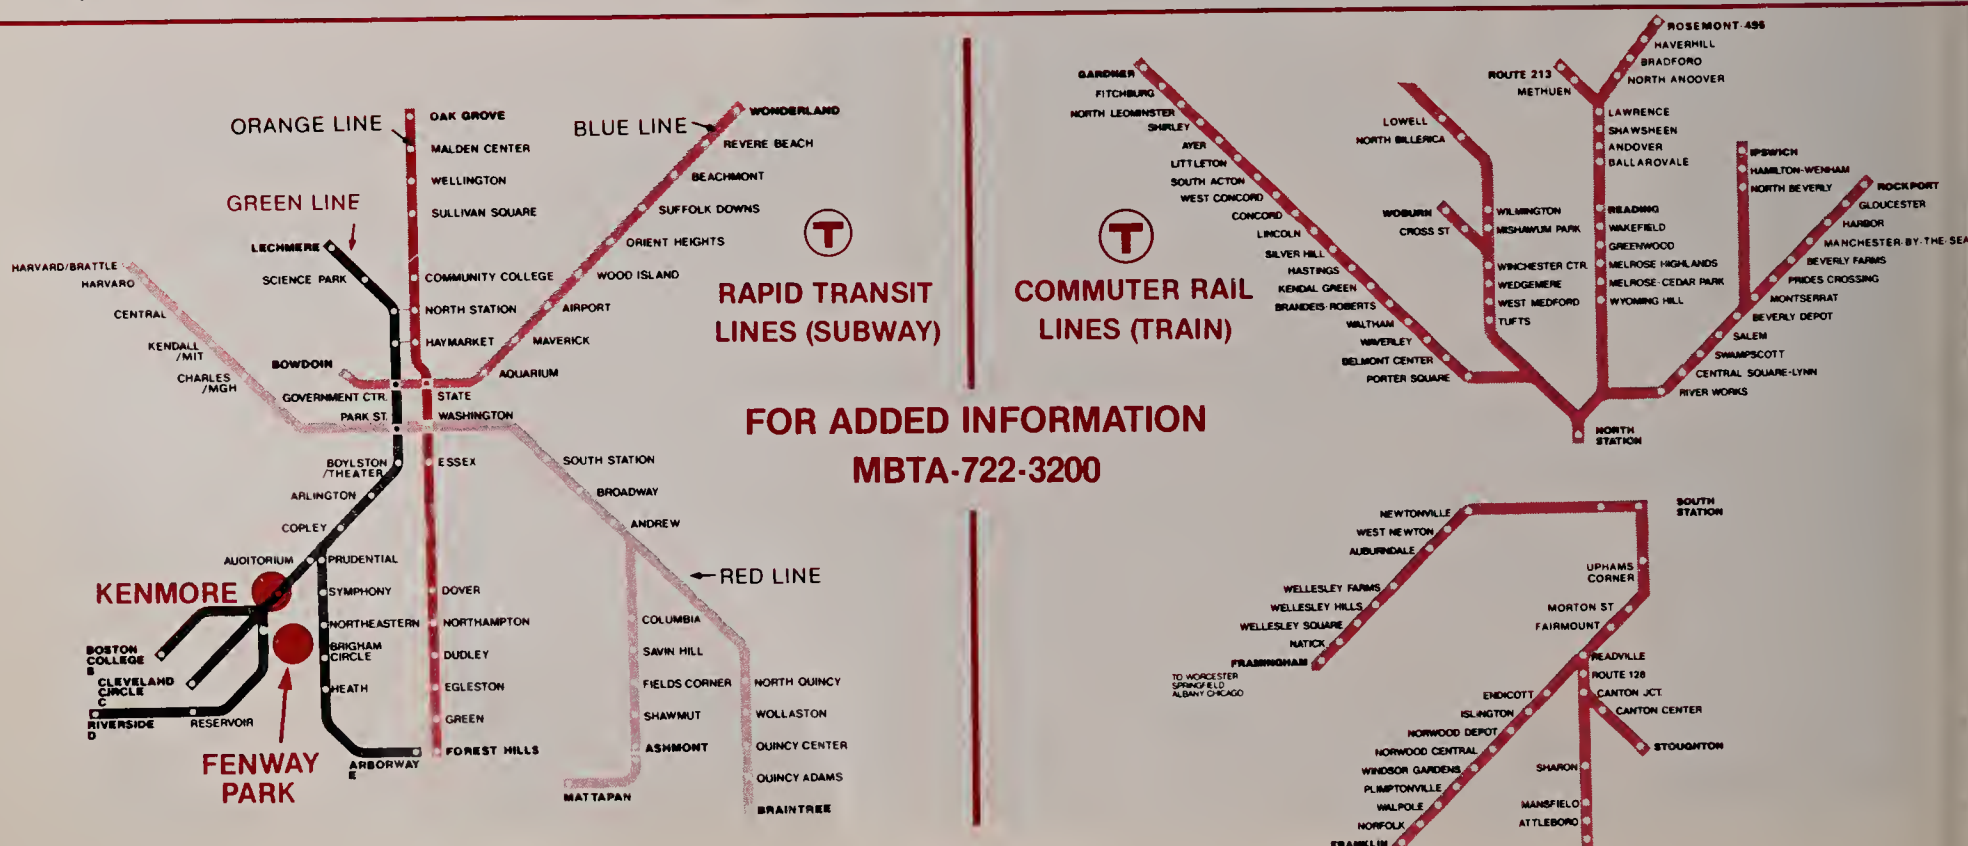 ORANGE LINE
OAK GROVE
MALDEN CENTER
WELLINGTON
SULLIVAN SQUARE
COMMUNITY COLLEGE
NORTH STATION
HAYMARKET
STATE
WASHINGTON
ESSEX
DOVER
NORTHAMPTON
DUDLEY
EGLESTON
GREEN
FOREST HILLS
BLUE LINE
WONDERLAND
REVERE BEACH
BEACHMONT
SUFFOLK DOWNS
ORIENT HEIGHTS
WOOD ISLAND
AIRPORT
MAVERICK
AQUARIUM
BOWDOIN
GREEN LINE
LECHMERE
SCIENCE PARK
GOVERNMENT CTR.
PARK ST.
BOYLSTON
/THEATER
ARLINGTON
COPLEY
AUDITORIUM
PRUDENTIAL
SYMPHONY
NORTHEASTERN
BRIGHAM
CIRCLE
HEATH
ARBORWAY
E
KENMORE
BOSTON
COLLEGE
B
CLEVELAND
CIRCLE
C
RIVERSIDE
D
RESERVOIR
FENWAY
PARK
HARVARD/BRATTLE
HARVARD
CENTRAL
KENDALL
/MIT
CHARLES
/MGH
SOUTH STATION
BROADWAY
ANDREW
RED LINE
COLUMBIA
SAVIN HILL
FIELDS CORNER
SHAWMUT
ASHMONT
MATTAPAN
NORTH QUINCY
WOLLASTON
QUINCY CENTER
QUINCY ADAMS
BRAINTREE
T
RAPID TRANSIT
LINES (SUBWAY)
T
COMMUTER RAIL
LINES (TRAIN)
FOR ADDED INFORMATION
MBTA-722-3200
GARDNER
FITCHBURG
NORTH LEOMINSTER
SHIRLEY
AYER
LITTLETON
SOUTH ACTON
WEST CONCORD
CONCORD
LINCOLN
SILVER HILL
HASTINGS
KENDAL GREEN
BRANDEIS-ROBERTS
WALTHAM
WAVERLEY
BELMONT CENTER
PORTER SQUARE
LOWELL
NORTH BILLERICA
WOBURN
CROSS ST
WILMINGTON
MISHAWUM PARK
WINCHESTER CTR.
WEDGEMERE
WEST MEDFORD
TUFTS
ROSEMONT-495
HAVERHILL
BRADFORD
NORTH ANDOVER
ROUTE 213
METHUEN
LAWRENCE
SHAWSHEEN
ANDOVER
BALLARDVALE
READING
WAKEFIELD
GREENWOOD
MELROSE HIGHLANDS
MELROSE-CEDAR PARK
WYOMING HILL
IPSWICH
HAMILTON-WENHAM
NORTH BEVERLY
ROCKPORT
GLOUCESTER
HARBOR
MANCHESTER-BY-THE-SEA
BEVERLY FARMS
PRIDES CROSSING
MONTSERRAT
BEVERLY DEPOT
SALEM
SWAMPSCOTT
CENTRAL SQUARE-LYNN
RIVER WORKS
NORTH
STATION
SOUTH
STATION
NEWTONVILLE
WEST NEWTON
AUBURNDALE
WELLESLEY FARMS
WELLESLEY HILLS
WELLESLEY SQUARE
NATICK
FRAMINGHAM
TO WORCESTER
SPRINGFIELD
ALBANY CHICAGO
UPHAMS
CORNER
MORTON ST
FAIRMOUNT
READVILLE
ROUTE 128
CANTON JCT.
CANTON CENTER
STOUGHTON
SHARON
MANSFIELD
ATTLEBORO
ENDICOTT
ISLINGTON
NORWOOD DEPOT
NORWOOD CENTRAL
WINDSOR GARDENS
PLIMPTONVILLE
WALPOLE
NORFOLK
FRANKLIN